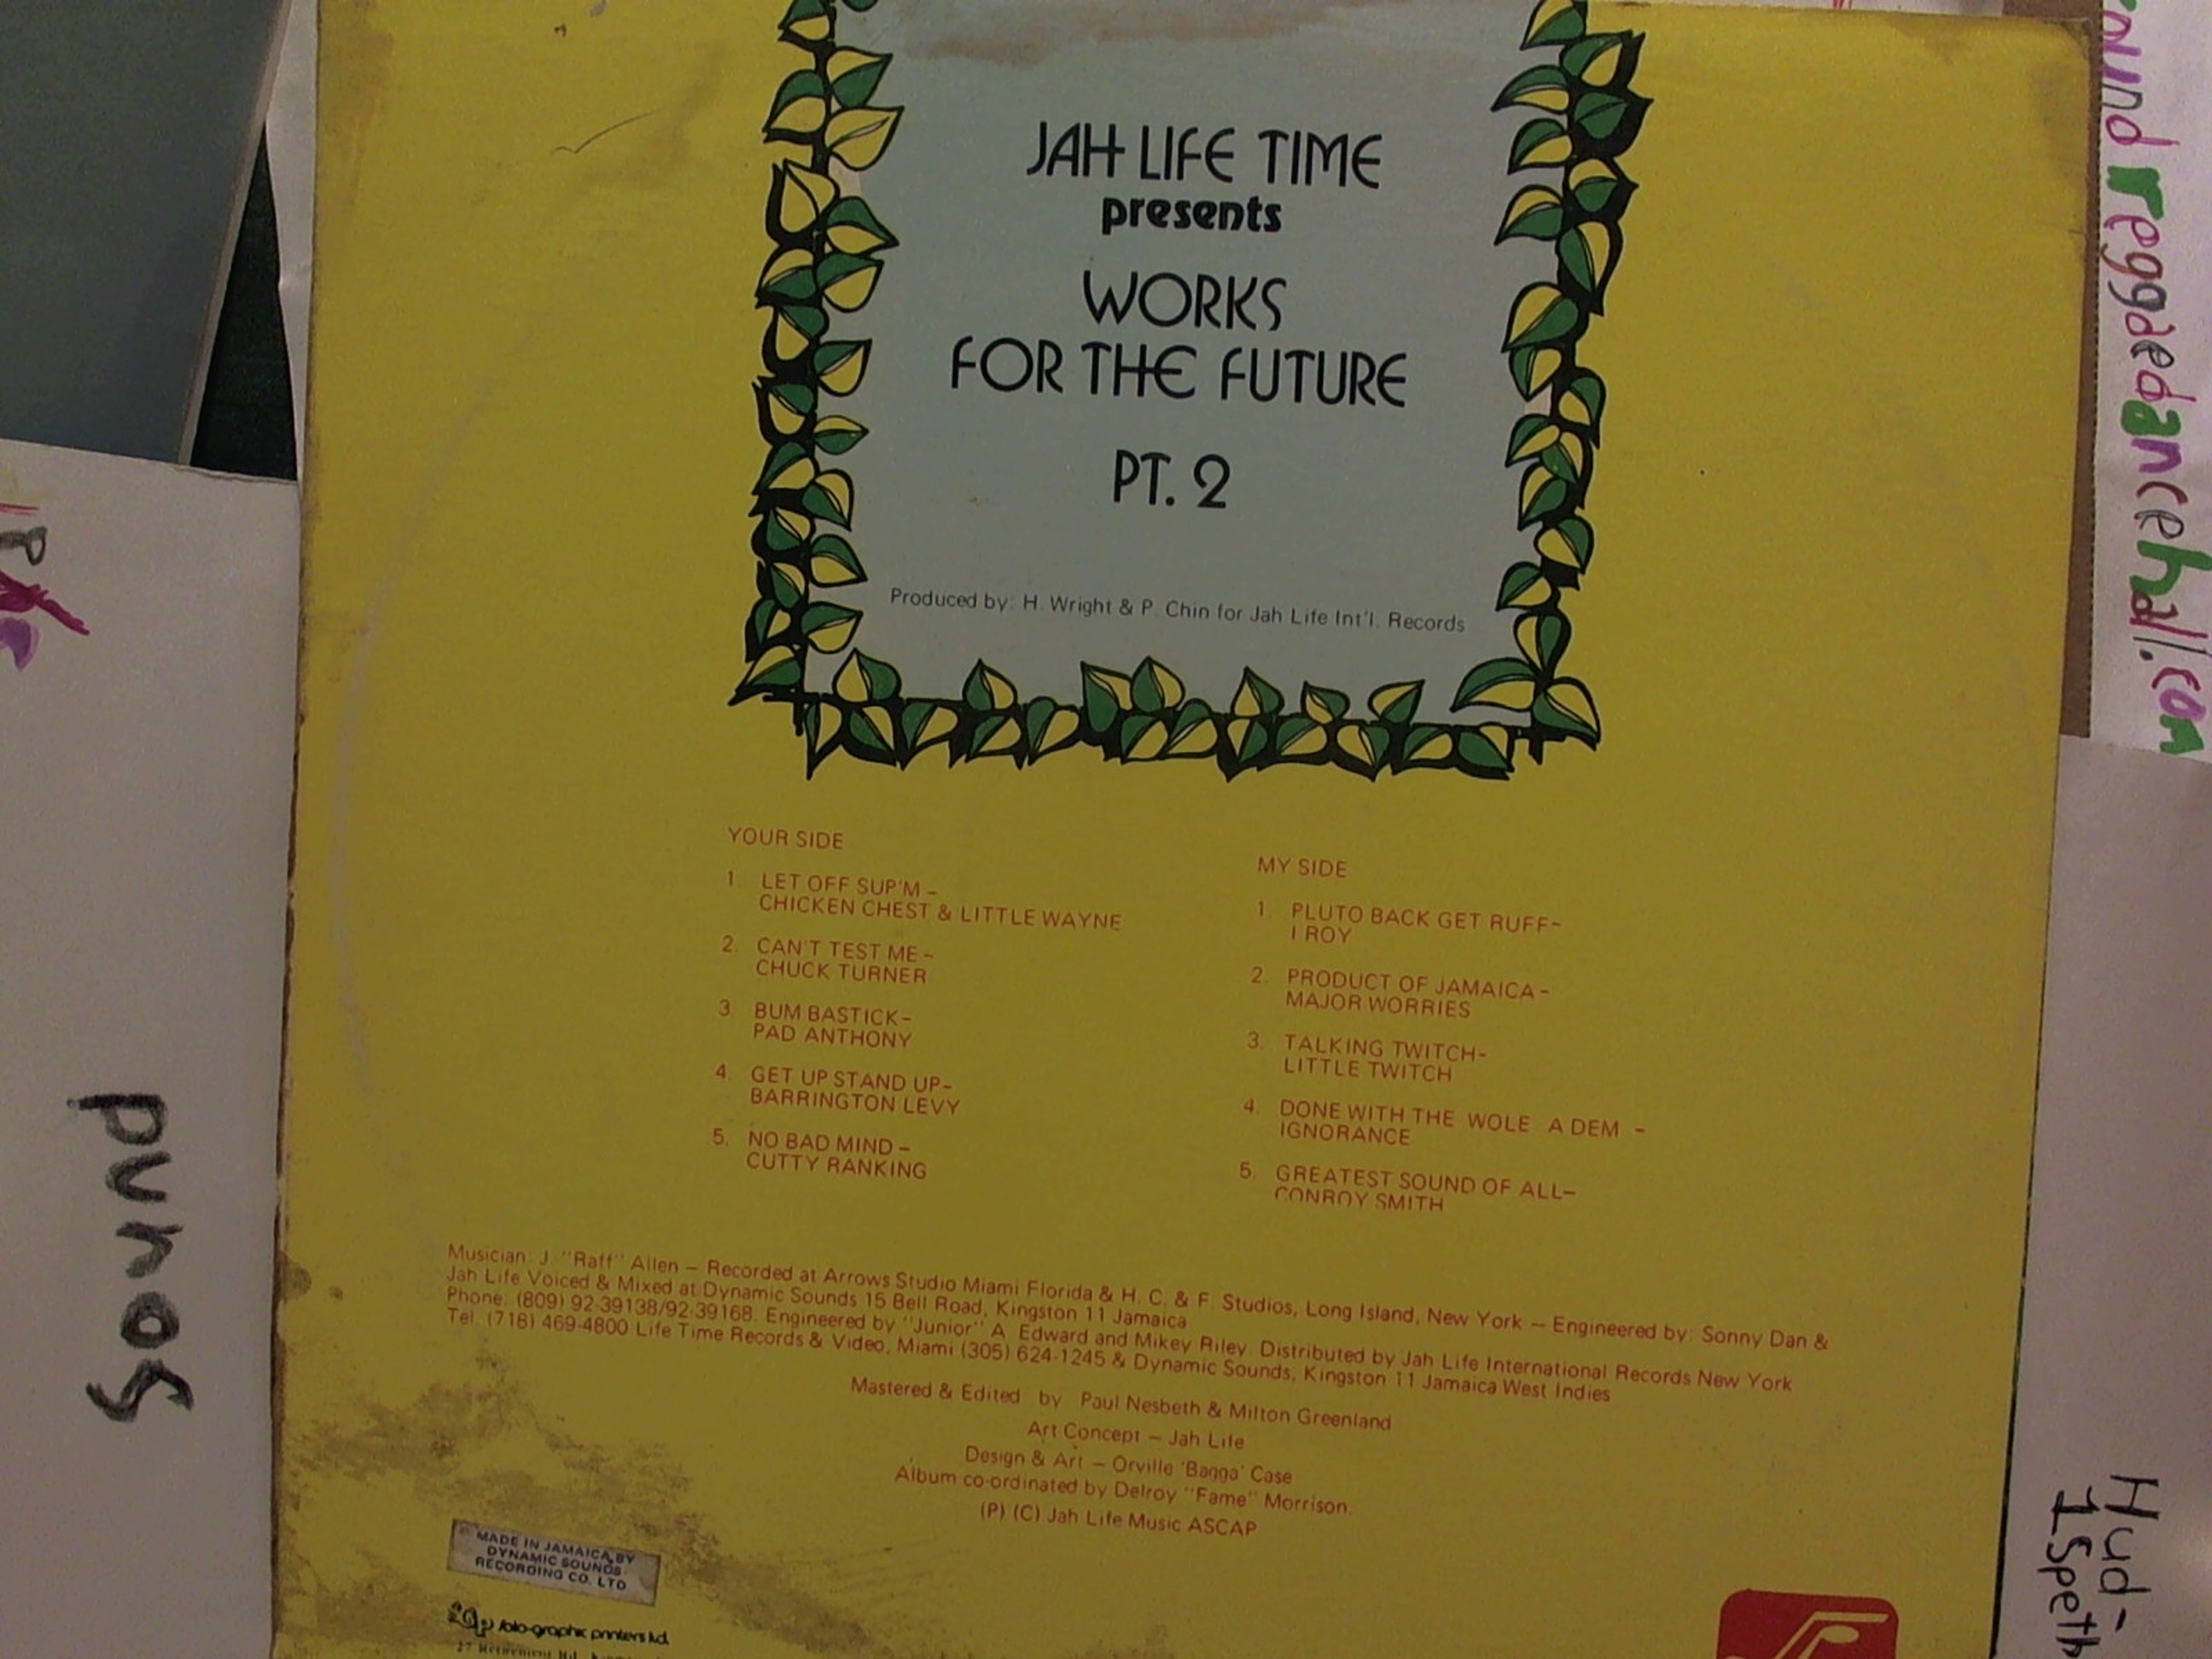 JAH LIFE TIME
presents
WORKS
FOR THE FUTURE
PT. 2
Produced by: H. Wright & P. Chin for Jah Life Int'l. Records
YOUR SIDE
1. LET OFF SUP'M –
CHICKEN CHEST & LITTLE WAYNE
2. CAN'T TEST ME –
CHUCK TURNER
3. BUM BASTICK–
PAD ANTHONY
4. GET UP STAND UP–
BARRINGTON LEVY
5. NO BAD MIND –
CUTTY RANKING
MY SIDE
1. PLUTO BACK GET RUFF–
I ROY
2. PRODUCT OF JAMAICA –
MAJOR WORRIES
3. TALKING TWITCH–
LITTLE TWITCH
4. DONE WITH THE WOLE A DEM –
IGNORANCE
5. GREATEST SOUND OF ALL–
CONROY SMITH
Musician: J. "Raff" Allen – Recorded at Arrows Studio Miami Florida & H. C. & F. Studios, Long Island, New York – Engineered by: Sonny Dan &
Jah Life Voiced & Mixed at Dynamic Sounds 15 Bell Road, Kingston 11 Jamaica
Phone: (809) 92-39138/92-39168. Engineered by "Junior" A. Edward and Mikey Riley. Distributed by Jah Life International Records New York
Tel. (718) 469-4800 Life Time Records & Video, Miami (305) 624-1245 & Dynamic Sounds, Kingston 11 Jamaica West Indies
Mastered & Edited by Paul Nesbeth & Milton Greenland
Art Concept – Jah Life
Design & Art – Orville 'Bagga' Case
Album co-ordinated by Delroy "Fame" Morrison.
(P) (C) Jah Life Music ASCAP
MADE IN JAMAICA BY
DYNAMIC SOUNDS
RECORDING CO. LTD
printers ltd.
sound
reggaedancehall.com